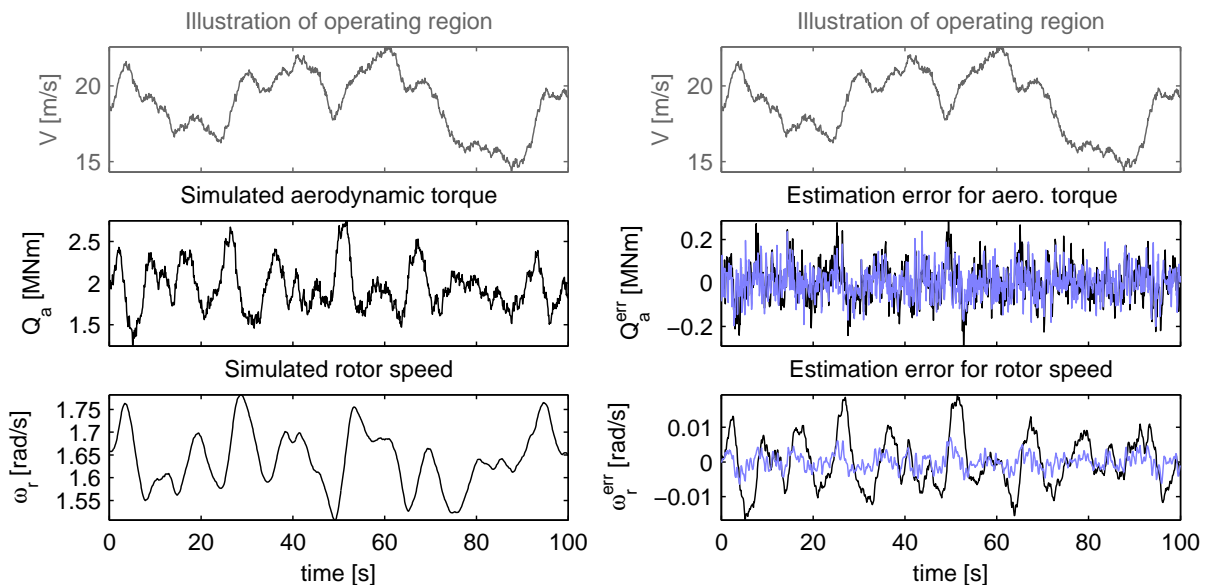 Illustration of operating region
V [m/s]
20
15
Simulated aerodynamic torque
Q_a [MNm]
2.5
2
1.5
Simulated rotor speed
ω_r [rad/s]
1.75
1.7
1.65
1.6
1.55
0 20 40 60 80 100
time [s]
Illustration of operating region
V [m/s]
20
15
Estimation error for aero. torque
Q_a^err [MNm]
0.2
0
−0.2
Estimation error for rotor speed
ω_r^err [rad/s]
0.01
0
−0.01
0 20 40 60 80 100
time [s]